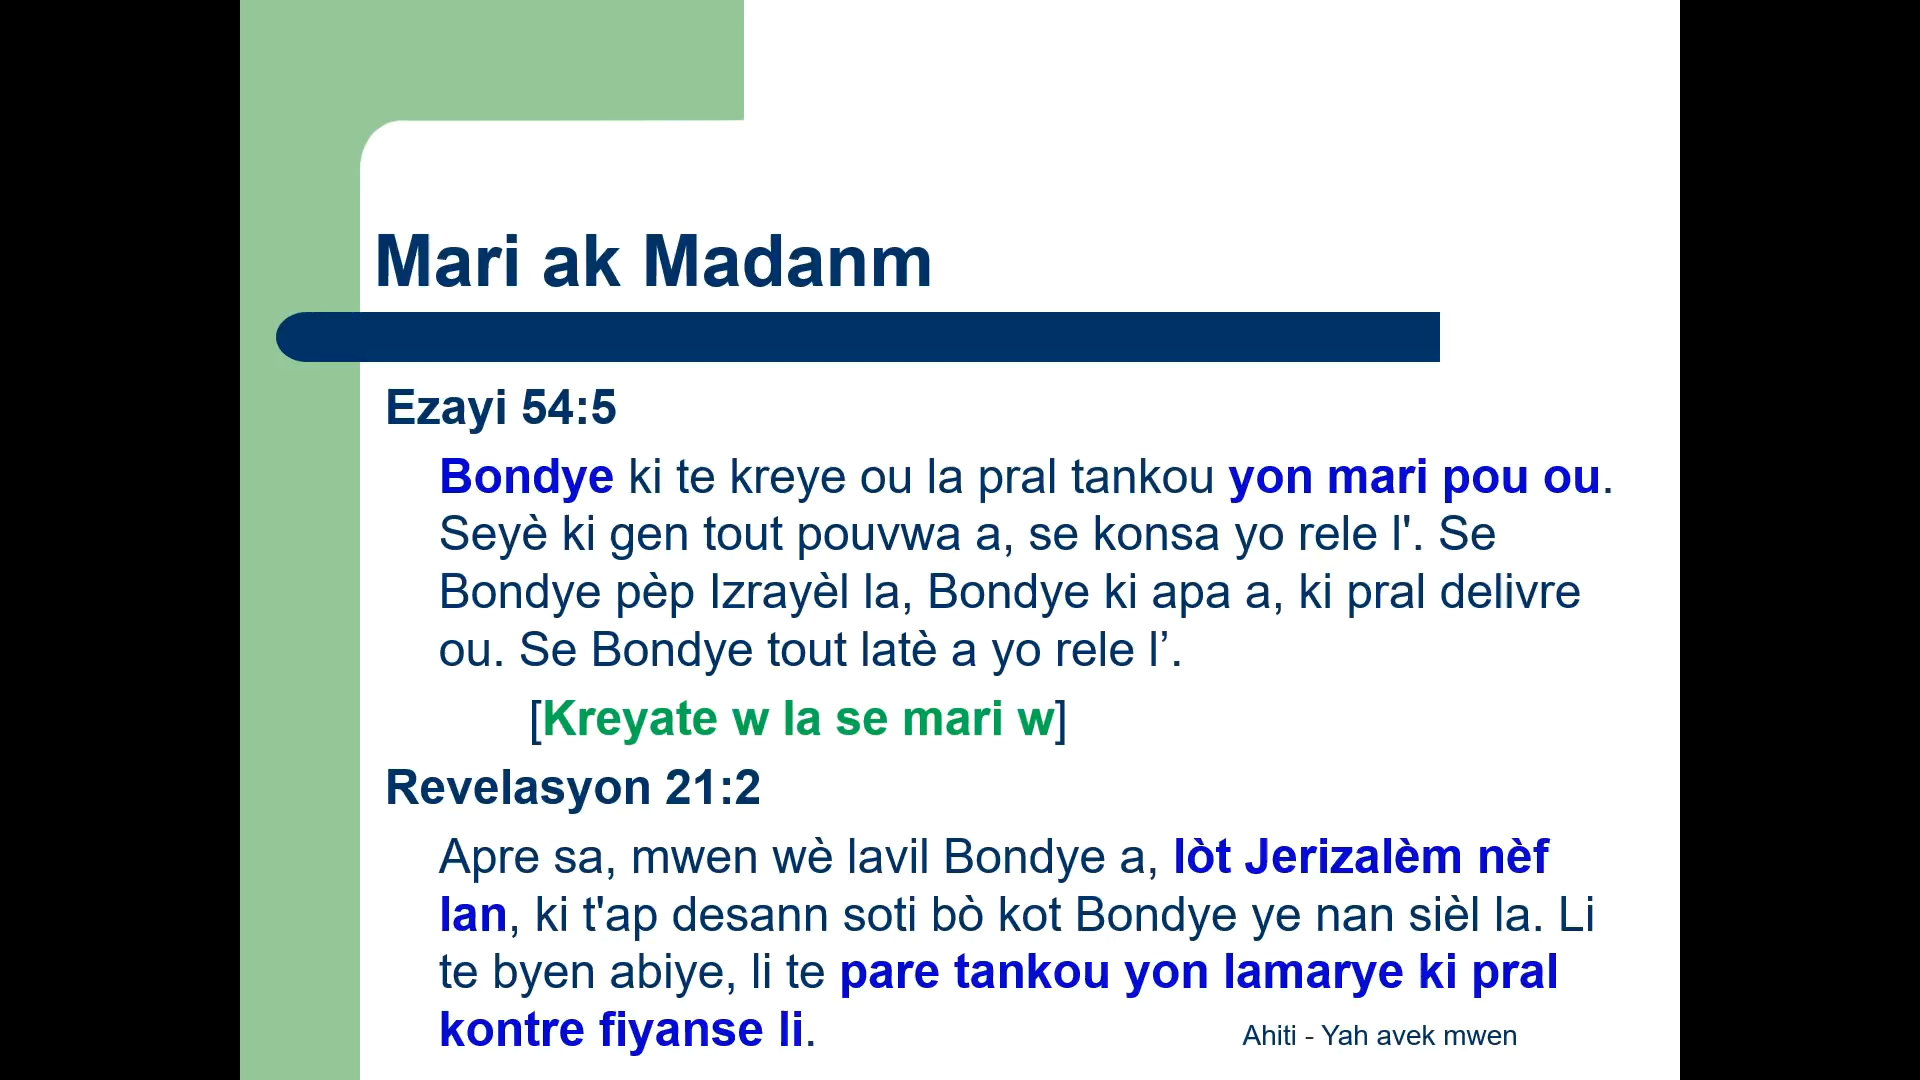 Mari ak Madanm
Ezayi 54:5
Bondye ki te kreye ou la pral tankou yon mari pou ou.
Seyè ki gen tout pouvwa a, se konsa yo rele l'. Se
Bondye pèp Izrayèl la, Bondye ki apa a, ki pral delivre
ou. Se Bondye tout latè a yo rele l’.
[Kreyate w la se mari w]
Revelasyon 21:2
Apre sa, mwen wè lavil Bondye a, lòt Jerizalèm nèf
lan, ki t'ap desann soti bò kot Bondye ye nan sièl la. Li
te byen abiye, li te pare tankou yon lamarye ki pral
kontre fiyanse li.
Ahiti - Yah avek mwen